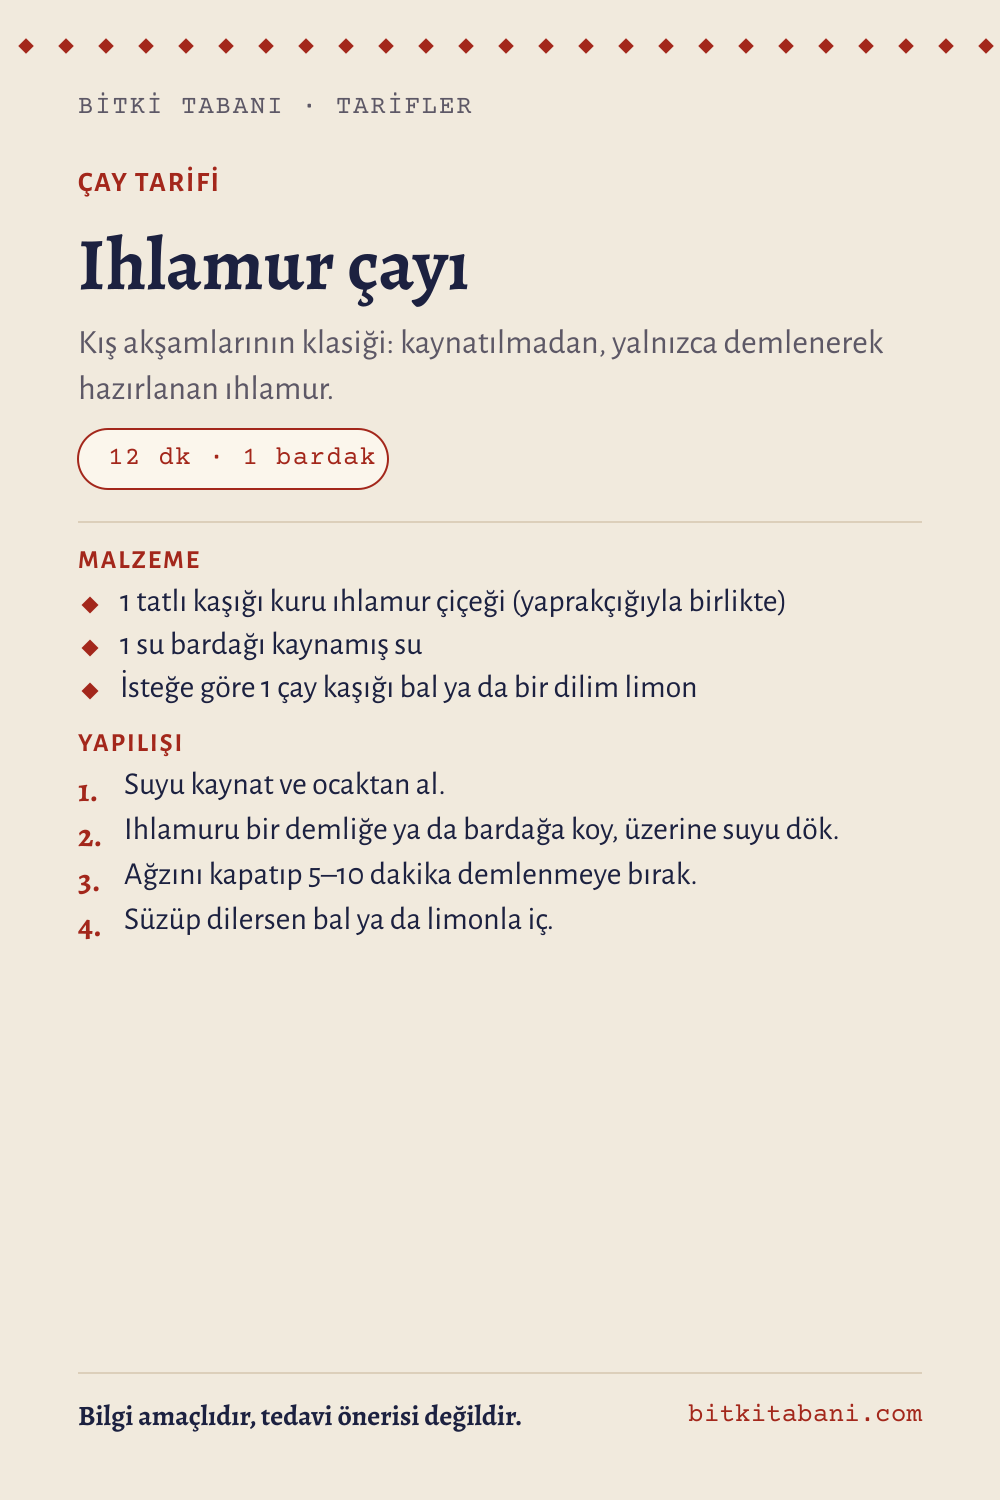 BİTKİ TABANI · TARİFLER
ÇAY TARİFİ
Ihlamur çayı
Kış akşamlarının klasiği: kaynatılmadan, yalnızca demlenerek
hazırlanan ıhlamur.
12 dk · 1 bardak
MALZEME
◆ 1 tatlı kaşığı kuru ıhlamur çiçeği (yaprakçığıyla birlikte)
◆ 1 su bardağı kaynamış su
◆ İsteğe göre 1 çay kaşığı bal ya da bir dilim limon
YAPILIŞI
1. Suyu kaynat ve ocaktan al.
2. Ihlamuru bir demliğe ya da bardağa koy, üzerine suyu dök.
3. Ağzını kapatıp 5–10 dakika demlenmeye bırak.
4. Süzüp dilersen bal ya da limonla iç.
Bilgi amaçlıdır, tedavi önerisi değildir.
bitkitabani.com